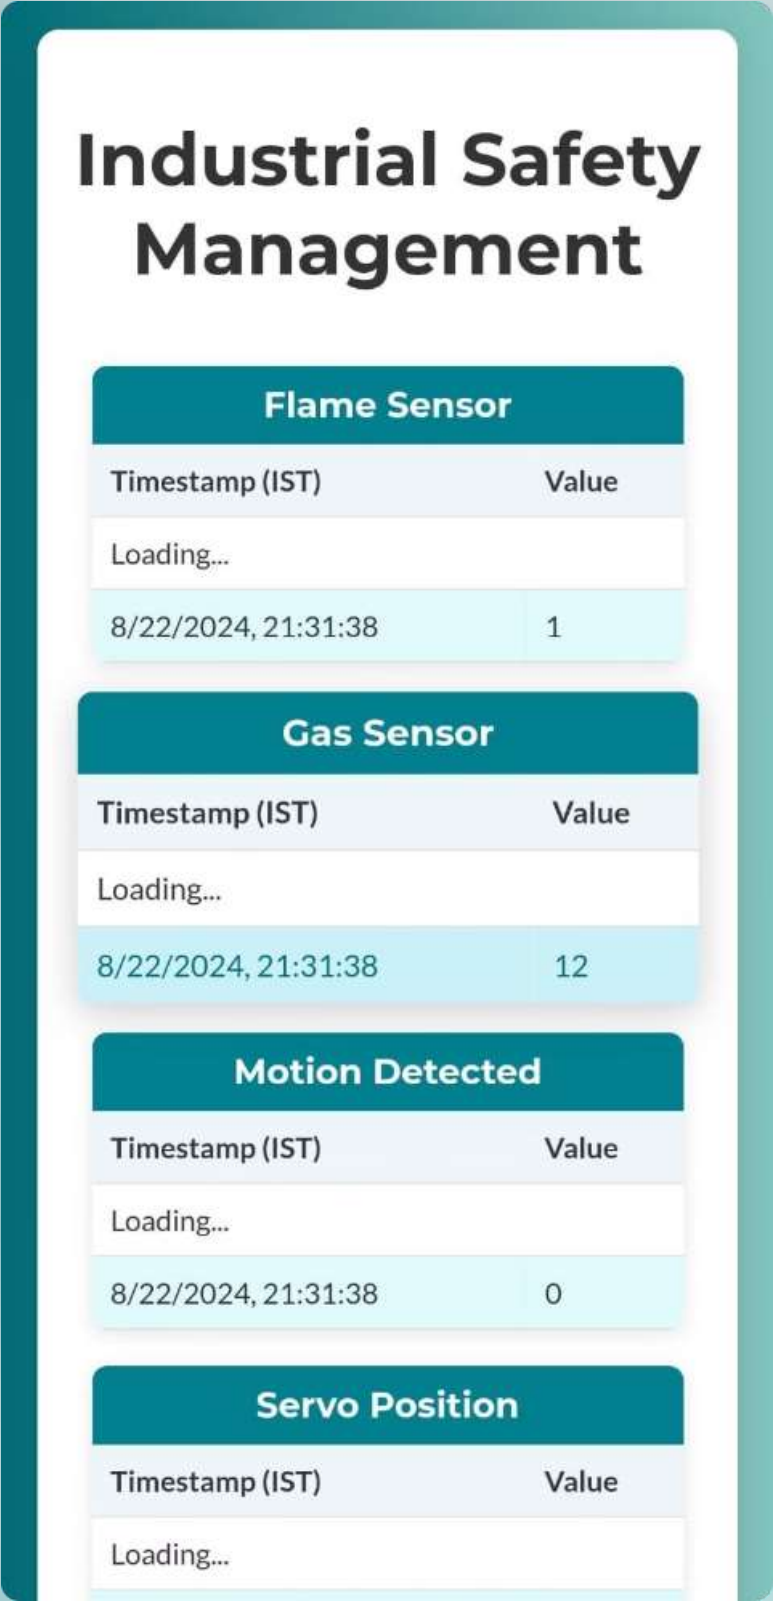 Industrial Safety
Management
Flame Sensor
Timestamp (IST) Value
Loading...
8/22/2024, 21:31:38 1
Gas Sensor
Timestamp (IST) Value
Loading...
8/22/2024, 21:31:38 12
Motion Detected
Timestamp (IST) Value
Loading...
8/22/2024, 21:31:38 0
Servo Position
Timestamp (IST) Value
Loading...